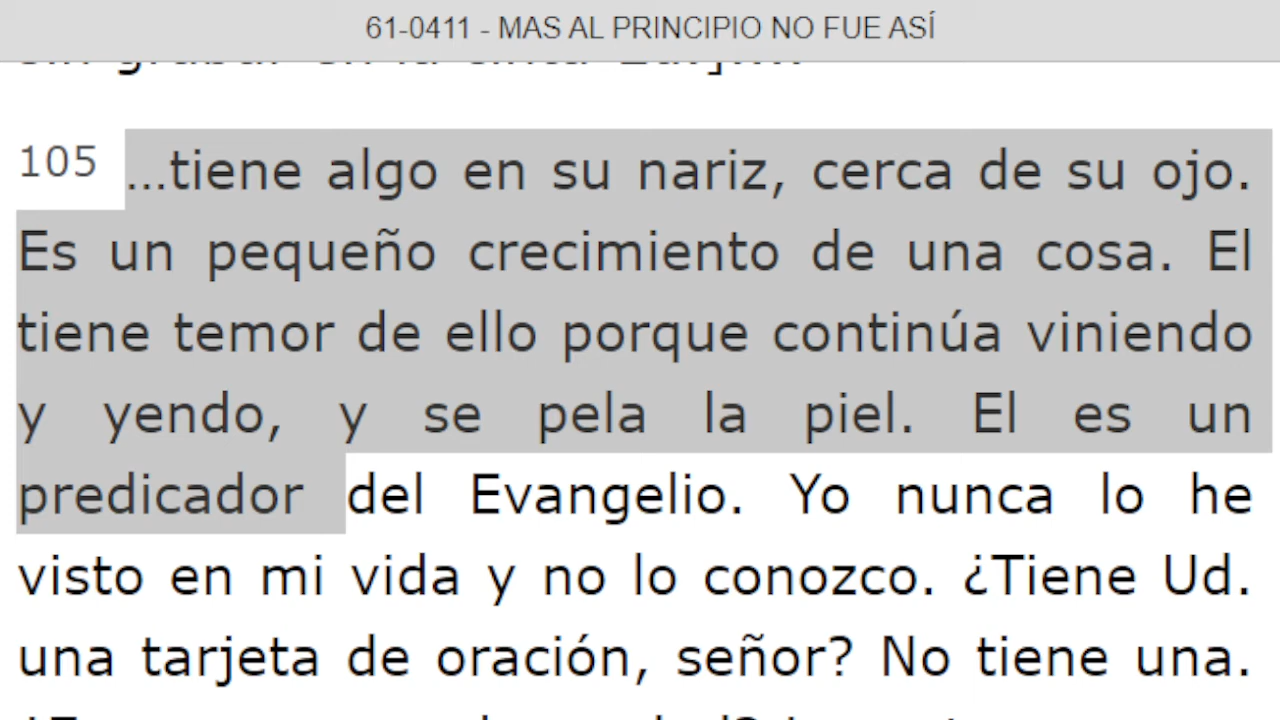 61-0411 - MAS AL PRINCIPIO NO FUE ASÍ
105 ...tiene algo en su nariz, cerca de su ojo.
Es un pequeño crecimiento de una cosa. El
tiene temor de ello porque continúa viniendo
y yendo, y se pela la piel. El es un
predicador del Evangelio. Yo nunca lo he
visto en mi vida y no lo conozco. ¿Tiene Ud.
una tarjeta de oración, señor? No tiene una.